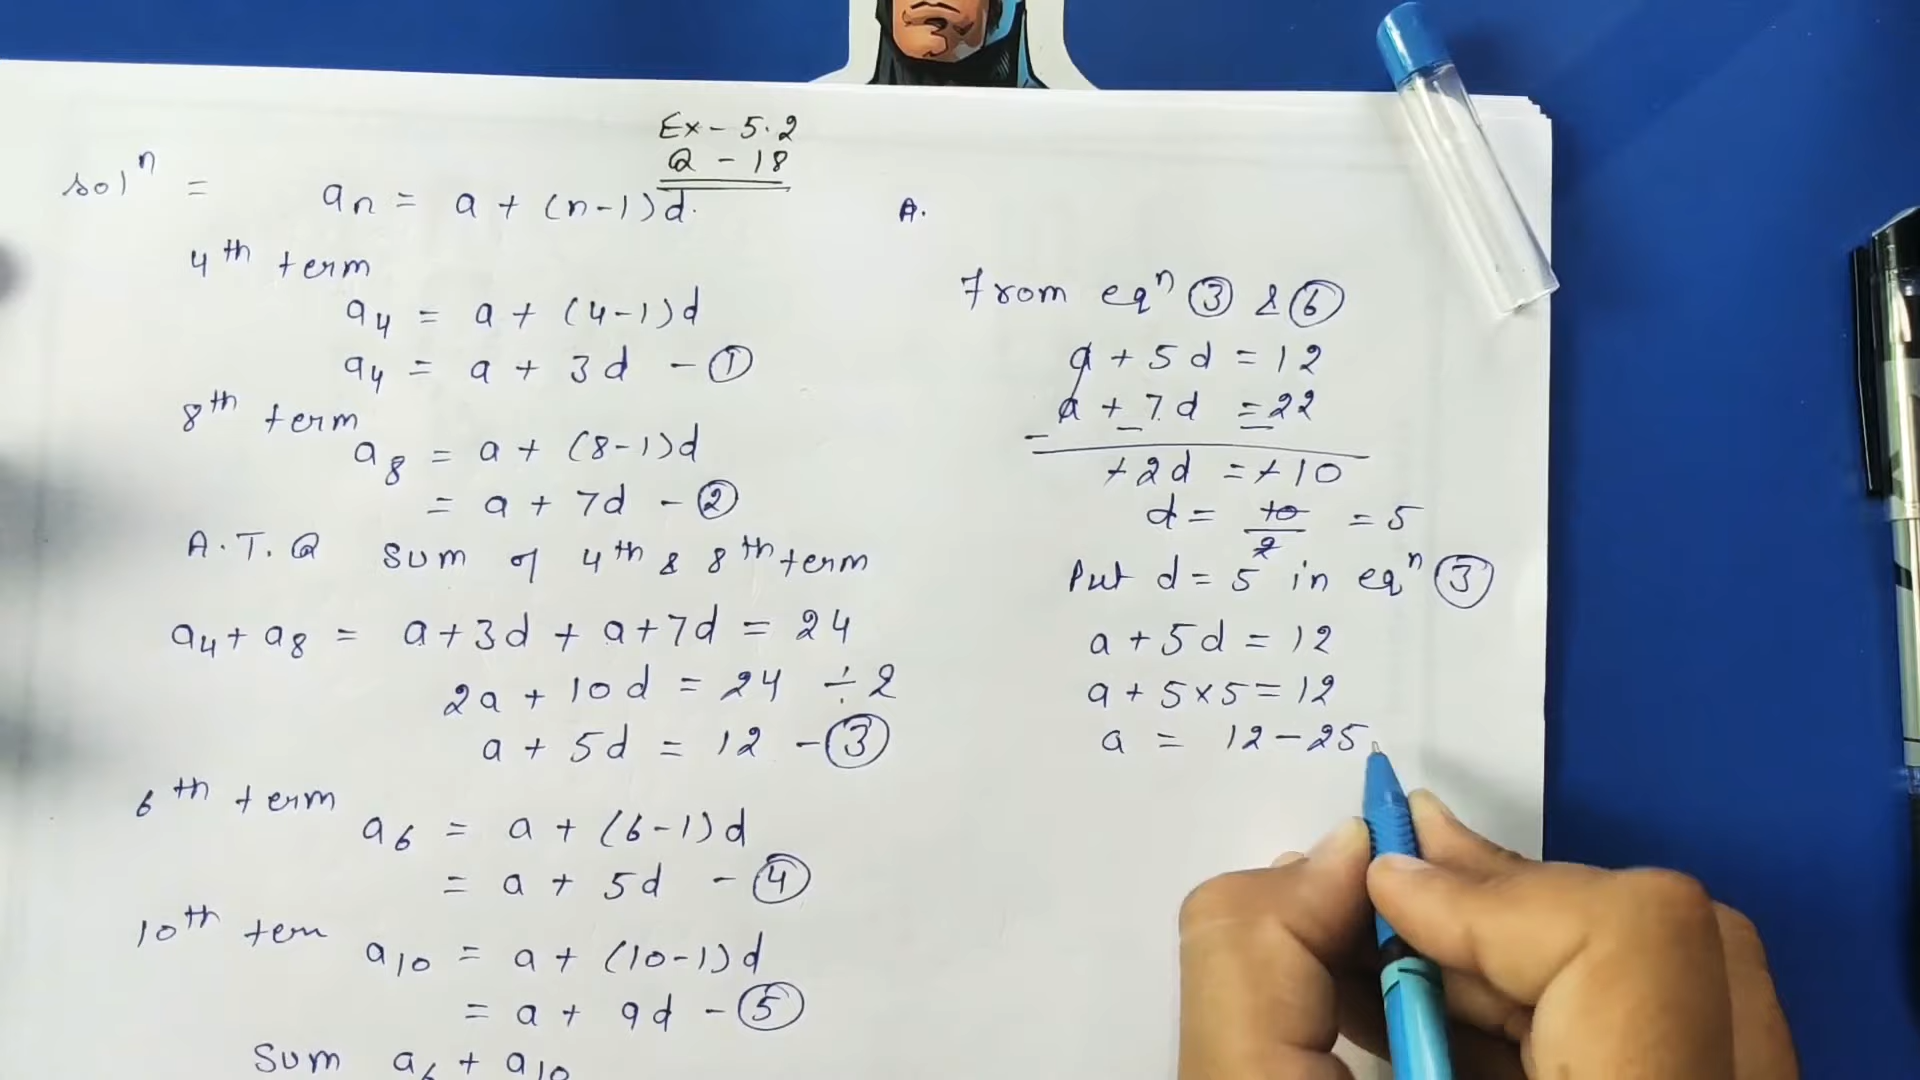 Ex - 5.2
Q - 18
solⁿ = aₙ = a + (n-1)d.
4th term
a₄ = a + (4-1)d
a₄ = a + 3d - ①
8th term
a₈ = a + (8-1)d
= a + 7d - ②
A.T.Q sum of 4th & 8th term
a₄ + a₈ = a+3d + a+7d = 24
2a + 10d = 24 ÷2
a + 5d = 12 - ③
6th term
a₆ = a + (6-1)d
= a + 5d - ④
10th ter
a₁₀ = a + (10-1)d
= a + 9d - ⑤
Sum a₆ + a₁₀
A.
From eqⁿ ③ & ⑥
a + 5d = 12
a + 7d = 22
- - -
+2d = +10
d = 10/2 = 5
Put d = 5 in eqⁿ ③
a + 5d = 12
a + 5×5 = 12
a = 12 - 25